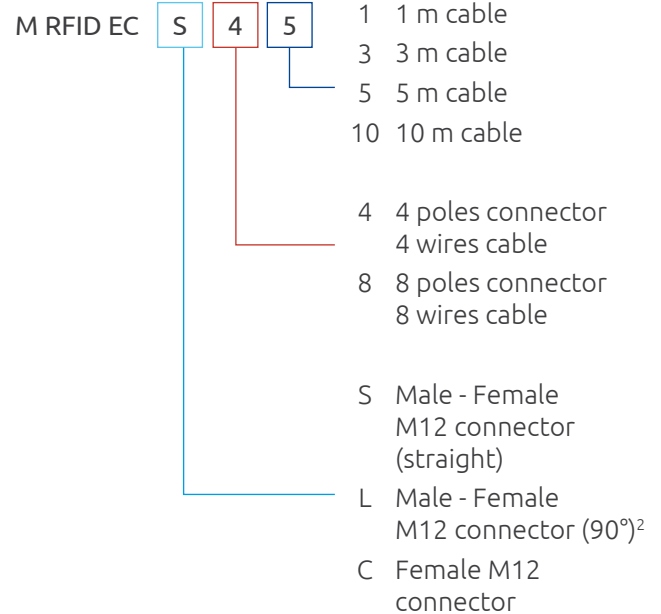 M RFID EC S 4 5
1 1 m cable
3 3 m cable
5 5 m cable
10 10 m cable
4 4 poles connector
4 wires cable
8 8 poles connector
8 wires cable
S Male - Female
M12 connector
(straight)
L Male - Female
M12 connector (90°)²
C Female M12
connector